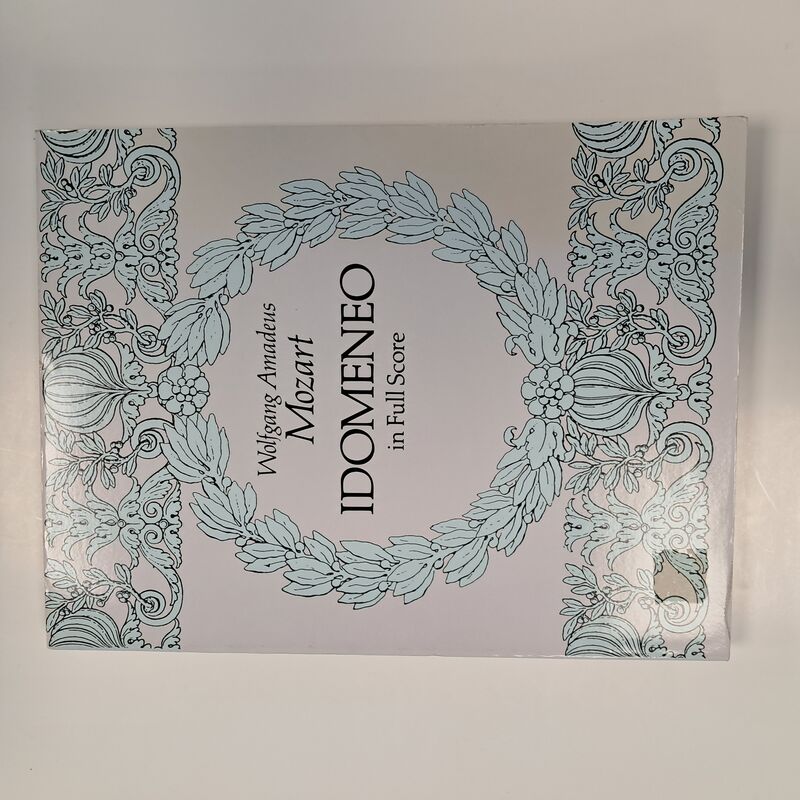 Wolfgang Amadeus
Mozart
IDOMENEO
in Full Score